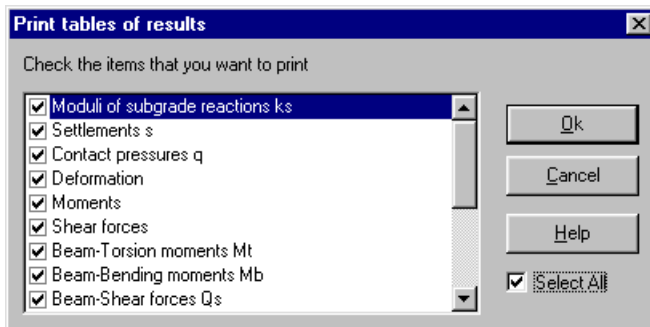 Print tables of results
Check the items that you want to print
Moduli of subgrade reactions ks
Settlements s
Contact pressures q
Deformation
Moments
Shear forces
Beam-Torsion moments Mt
Beam-Bending moments Mb
Beam-Shear forces Qs
Ok
Cancel
Help
Select All